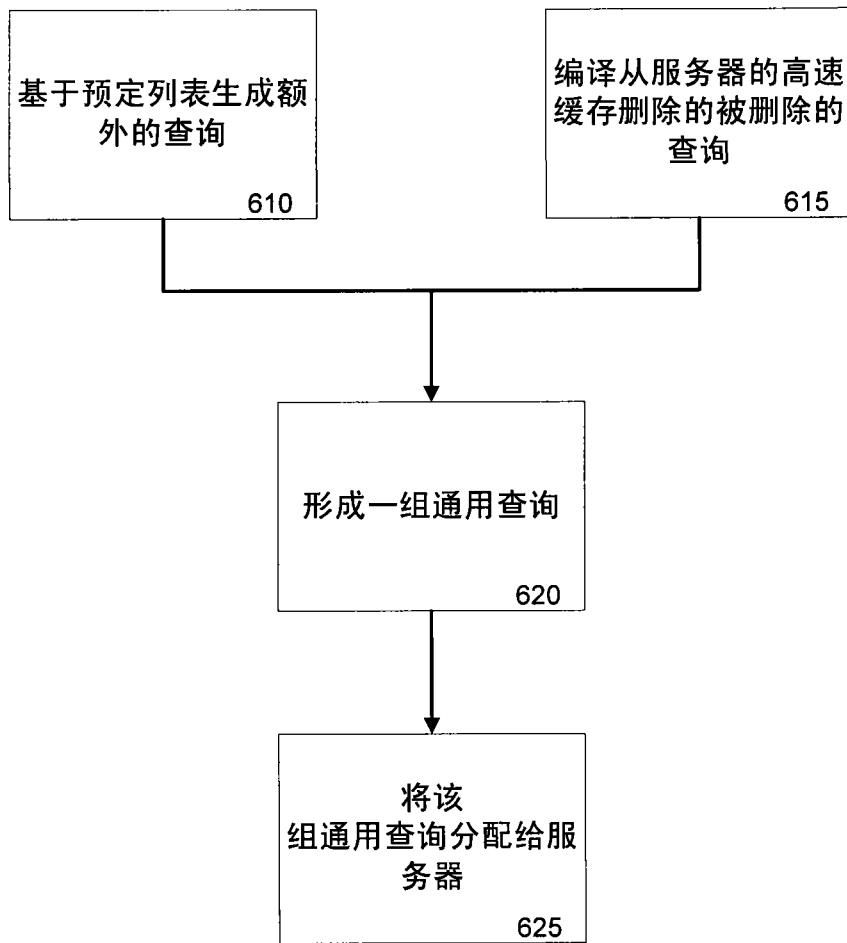 基于预定列表生成额
外的查询
610
编译从服务器的高速
缓存删除的被删除的
查询
615
形成一组通用查询
620
将该
组通用查询分配给服
务器
625